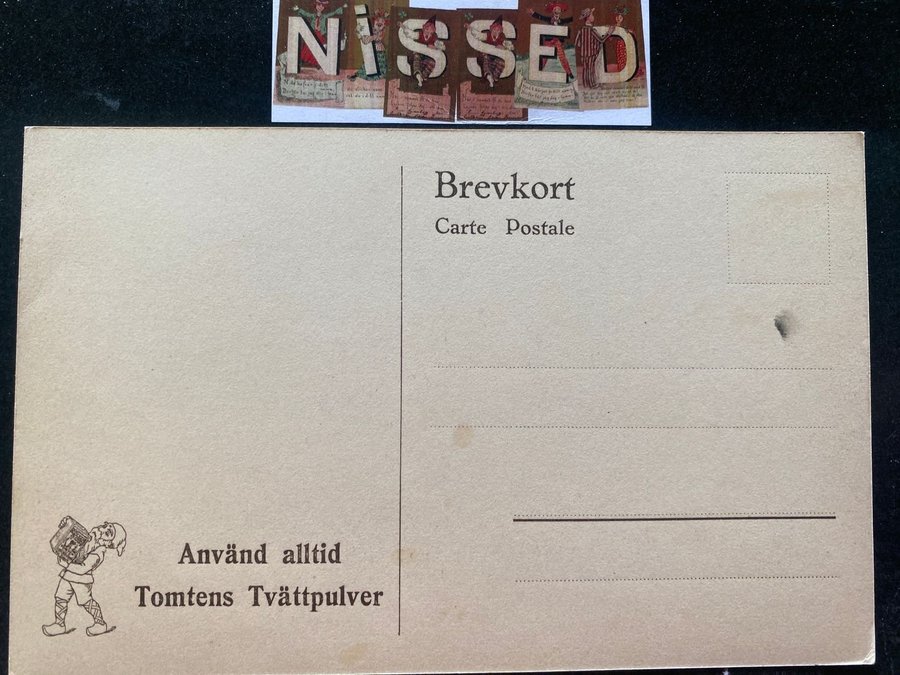 NiSSED
Brevkort
Carte Postale
Använd alltid
Tomtens Tvättpulver